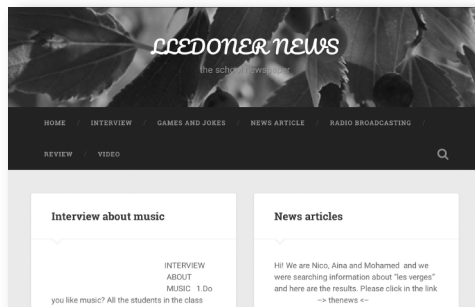 LLEDONER NEWS
the school newspaper
HOME / INTERVIEW / GAMES AND JOKES / NEWS ARTICLE / RADIO BROADCASTING /
REVIEW / VIDEO
Interview about music
INTERVIEW
ABOUT
MUSIC 1.Do
you like music? All the students in the class
News articles
Hi! We are Nico, Aina and Mohamed and we
were searching information about “les verges”
and here are the results. Please click in the link
–> thenews <–